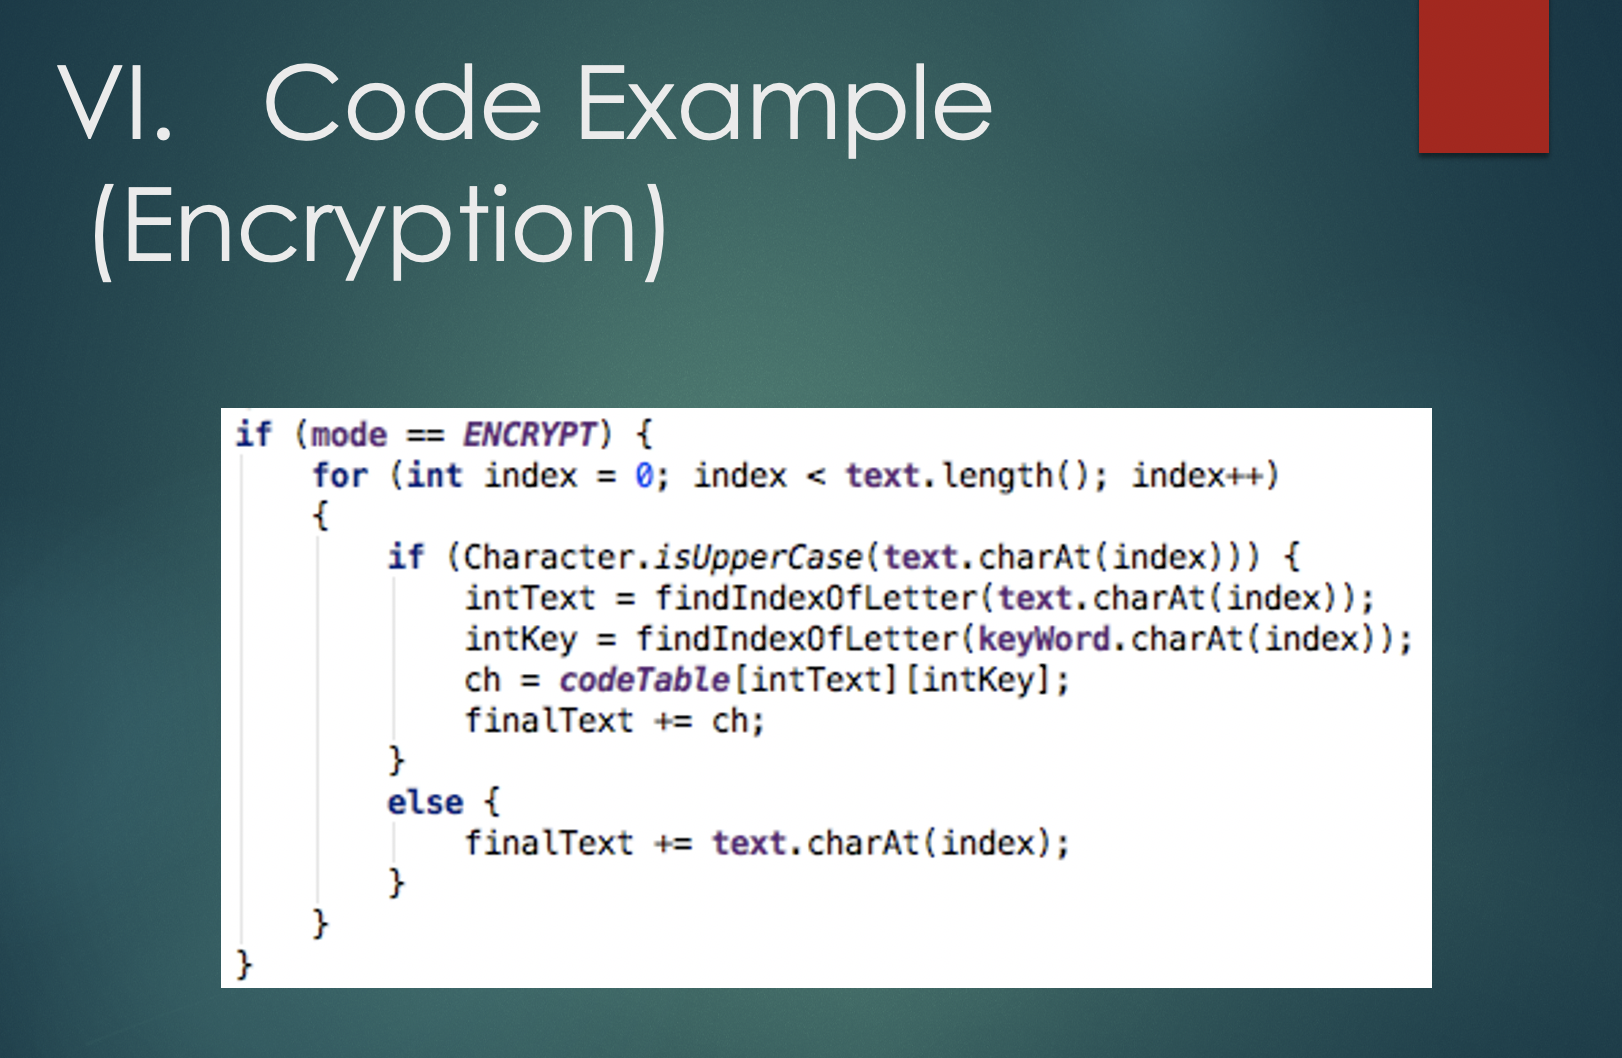 VI. Code Example
(Encryption)
if (mode == ENCRYPT) {
for (int index = 0; index < text.length(); index++)
{
if (Character.isUpperCase(text.charAt(index))) {
intText = findIndexOfLetter(text.charAt(index));
intKey = findIndexOfLetter(keyWord.charAt(index));
ch = codeTable[intText][intKey];
finalText += ch;
}
else {
finalText += text.charAt(index);
}
}
}